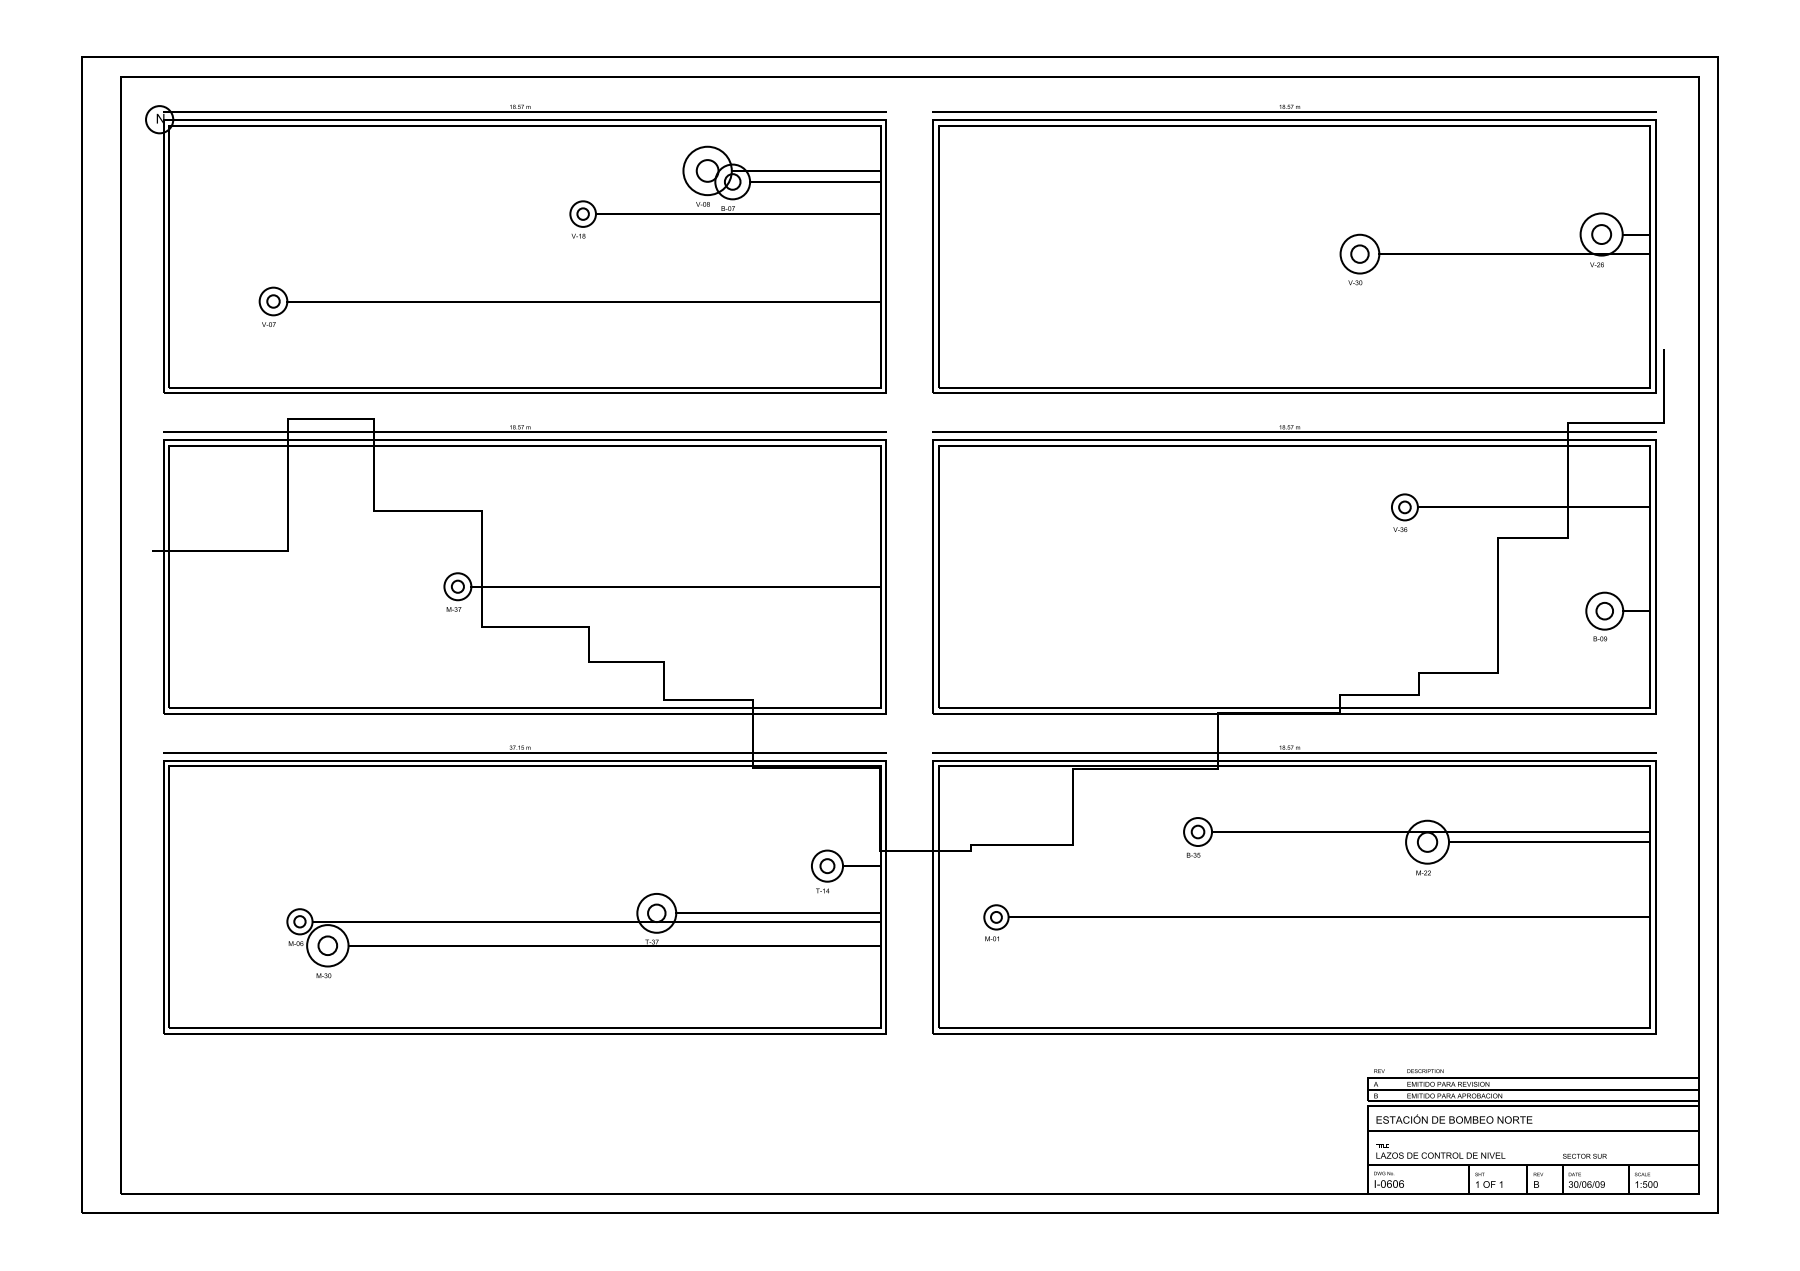 N
18.57 m
18.57 m
V-08
B-07
V-18
V-07
V-26
V-30
18.57 m
18.57 m
M-37
V-36
B-09
37.15 m
18.57 m
T-14
M-06
T-37
M-30
B-35
M-22
M-01
REV DESCRIPTION
A EMITIDO PARA REVISION
B EMITIDO PARA APROBACION
ESTACIÓN DE BOMBEO NORTE
TITLE
LAZOS DE CONTROL DE NIVEL SECTOR SUR
DWG No. SHT REV DATE SCALE
I-0606 1 OF 1 B 30/06/09 1:500